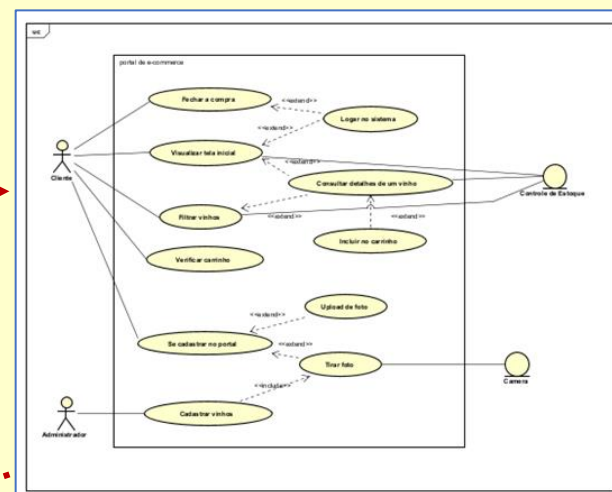 uc
portal de e-commerce
Fechar a compra
<<extend>>
Logar no sistema
<<extend>>
Visualizar tela inicial
<<extend>>
Consultar detalhes de um vinho
Cliente
Controle de Estoque
Filtrar vinhos
<<extend>>
<<extend>>
Incluir no carrinho
Verificar carrinho
Upload de foto
<<extend>>
Se cadastrar no portal
<<extend>>
Tirar foto
Camera
<<include>>
Cadastrar vinhos
Administrador